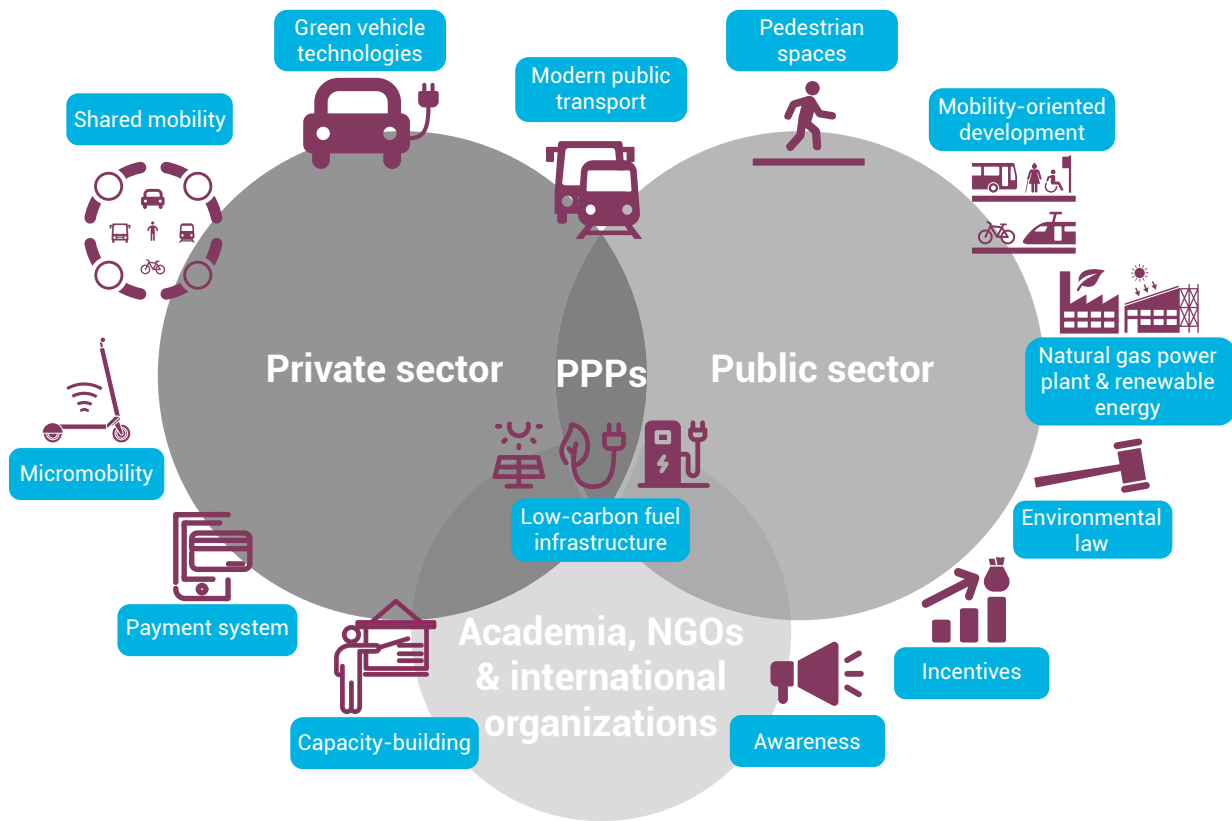 Green vehicle
technologies
Pedestrian
spaces
Modern public
transport
Shared mobility
Mobility-oriented
development
Private sector
PPPs
Public sector
Natural gas power
plant & renewable
energy
Micromobility
Low-carbon fuel
infrastructure
Environmental
law
Payment system
Academia, NGOs
& international
organizations
Incentives
Capacity-building
Awareness